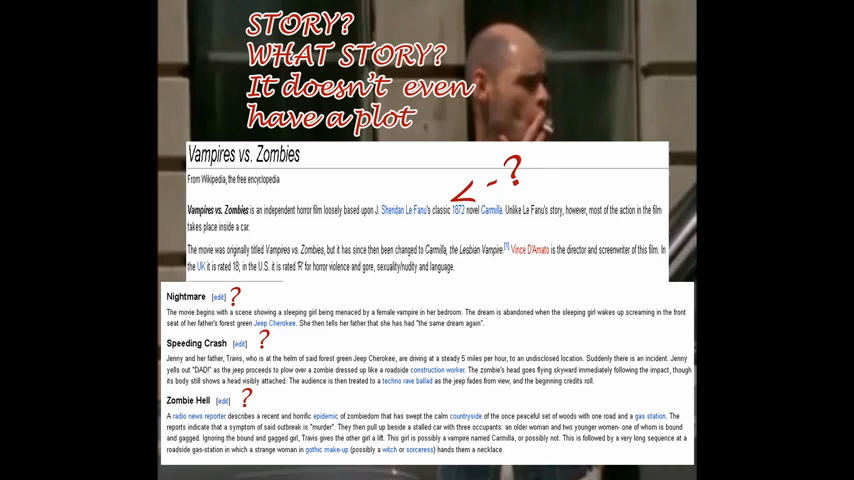 STORY?
WHAT STORY?
It doesn't even
have a plot
Vampires vs. Zombies
From Wikipedia, the free encyclopedia
<- ?
Vampires vs. Zombies is an independent horror film loosely based upon J. Sheridan Le Fanu's classic 1872 novel Carmilla. Unlike Le Fanu's story, however, most of the action in the film
takes place inside a car.
The movie was originally titled Vampires vs. Zombies, but it has since then been changed to Carmilla, the Lesbian Vampire.[1] Vince D'Amato is the director and screenwriter of this film. In
the UK it is rated 18; in the U.S. it is rated 'R' for horror violence and gore, sexuality/nudity and language.
Nightmare [edit] ?
The movie begins with a scene showing a sleeping girl being menaced by a female vampire in her bedroom. The dream is abandoned when the sleeping girl wakes up screaming in the front
seat of her father's forest green Jeep Cherokee. She then tells her father that she has had "the same dream again".
Speeding Crash [edit] ?
Jenny and her father, Travis, who is at the helm of said forest green Jeep Cherokee, are driving at a steady 5 miles per hour, to an undisclosed location. Suddenly there is an incident. Jenny
yells out "DAD!" as the jeep proceeds to plow over a zombie dressed up like a roadside construction worker. The zombie's head goes flying skyward immediately following the impact, though
its body still shows a head visibly attached. The audience is then treated to a techno rave ballad as the jeep fades from view, and the beginning credits roll.
Zombie Hell [edit] ?
A radio news reporter describes a recent and horrific epidemic of zombiedom that has swept the calm countryside of the once peaceful set of woods with one road and a gas station. The
reports indicate that a symptom of said outbreak is "murder". They then pull up beside a stalled car with three occupants: an older woman and two younger women- one of whom is bound
and gagged. Ignoring the bound and gagged girl, Travis gives the other girl a lift. This girl is possibly a vampire named Carmilla, or possibly not. This is followed by a very long sequence at a
roadside gas-station in which a strange woman in gothic make-up (possibly a witch or sorceress) hands them a necklace.